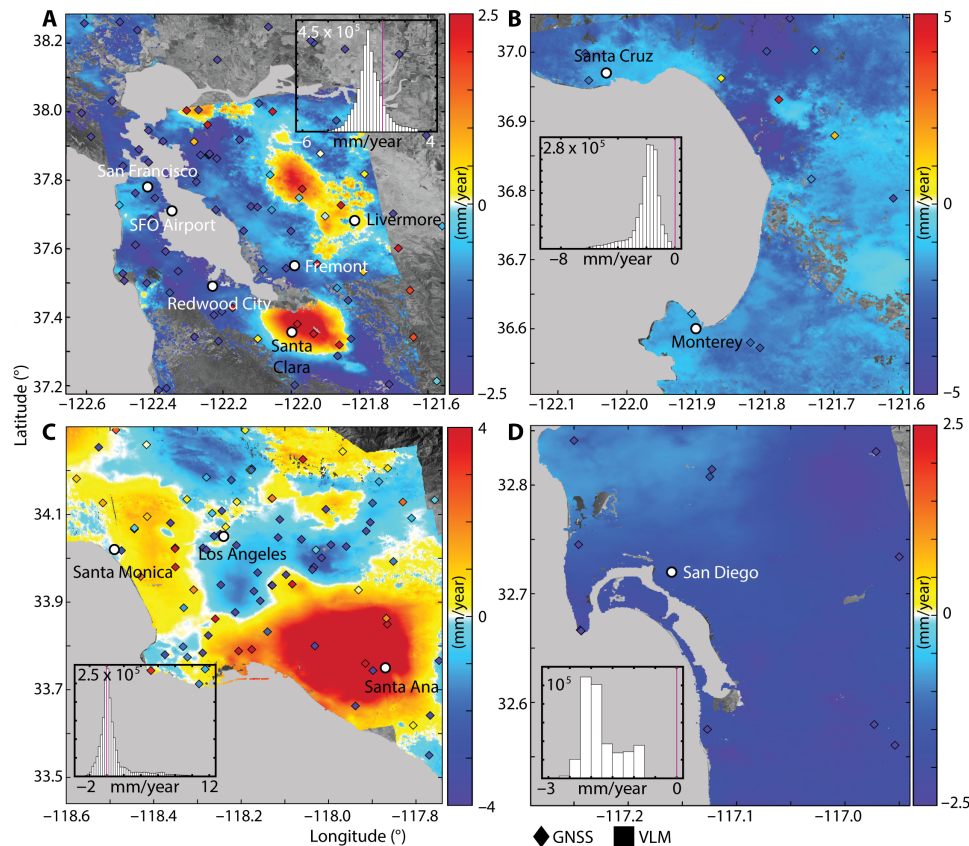 A
38.2
38.0
37.8
37.6
37.4
37.2
−122.6
−122.4
−122.2
−122.0
−121.8
−121.6
4.5 x 10⁵
−6
4
mm/year
San Francisco
SFO Airport
Livermore
Fremont
Redwood City
Santa
Clara
2.5
0
−2.5
(mm/year)
B
37.0
36.9
36.8
36.7
36.6
36.5
−122.1
−122.0
−121.9
−121.8
−121.7
−121.6
Santa Cruz
2.8 x 10⁵
−8
0
mm/year
Monterey
5
0
−5
(mm/year)
Latitude (°)
C
34.1
33.9
33.7
33.5
−118.6
−118.4
−118.2
−118.0
−117.8
Santa Monica
Los Angeles
Santa Ana
2.5 x 10⁵
−2
mm/year
12
4
0
−4
(mm/year)
Longitude (°)
D
32.8
32.7
32.6
−117.2
−117.1
−117.0
San Diego
10⁵
−3
mm/year
0
2.5
0
−2.5
(mm/year)
GNSS
VLM